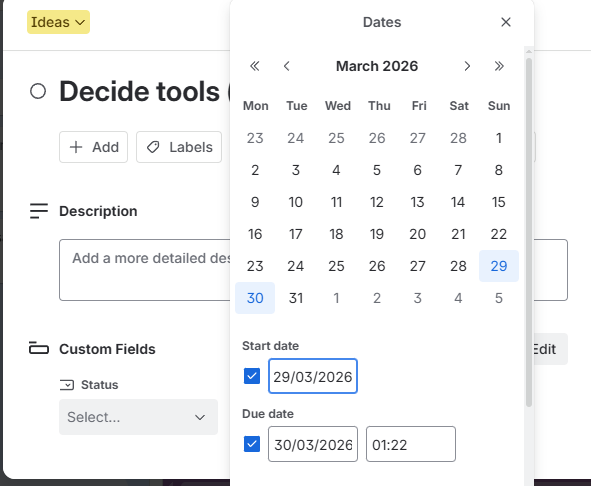 Ideas
Dates
March 2026
Mon Tue Wed Thu Fri Sat Sun
23 24 25 26 27 28 1
2 3 4 5 6 7 8
9 10 11 12 13 14 15
16 17 18 19 20 21 22
23 24 25 26 27 28 29
30 31 1 2 3 4 5
Start date
29/03/2026
Due date
30/03/2026 01:22
Decide tools (
Add
Labels
Description
Add a more detailed des
Custom Fields
Edit
Status
Select...